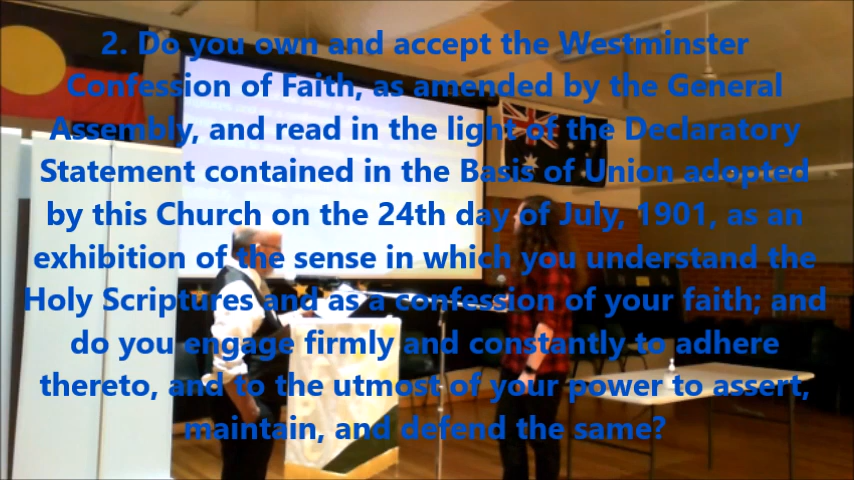 2. Do you own and accept the Westminster
Confession of Faith, as amended by the General
Assembly, and read in the light of the Declaratory
Statement contained in the Basis of Union adopted
by this Church on the 24th day of July, 1901, as an
exhibition of the sense in which you understand the
Holy Scriptures and as a confession of your faith; and
do you engage firmly and constantly to adhere
thereto, and to the utmost of your power to assert,
maintain, and defend the same?